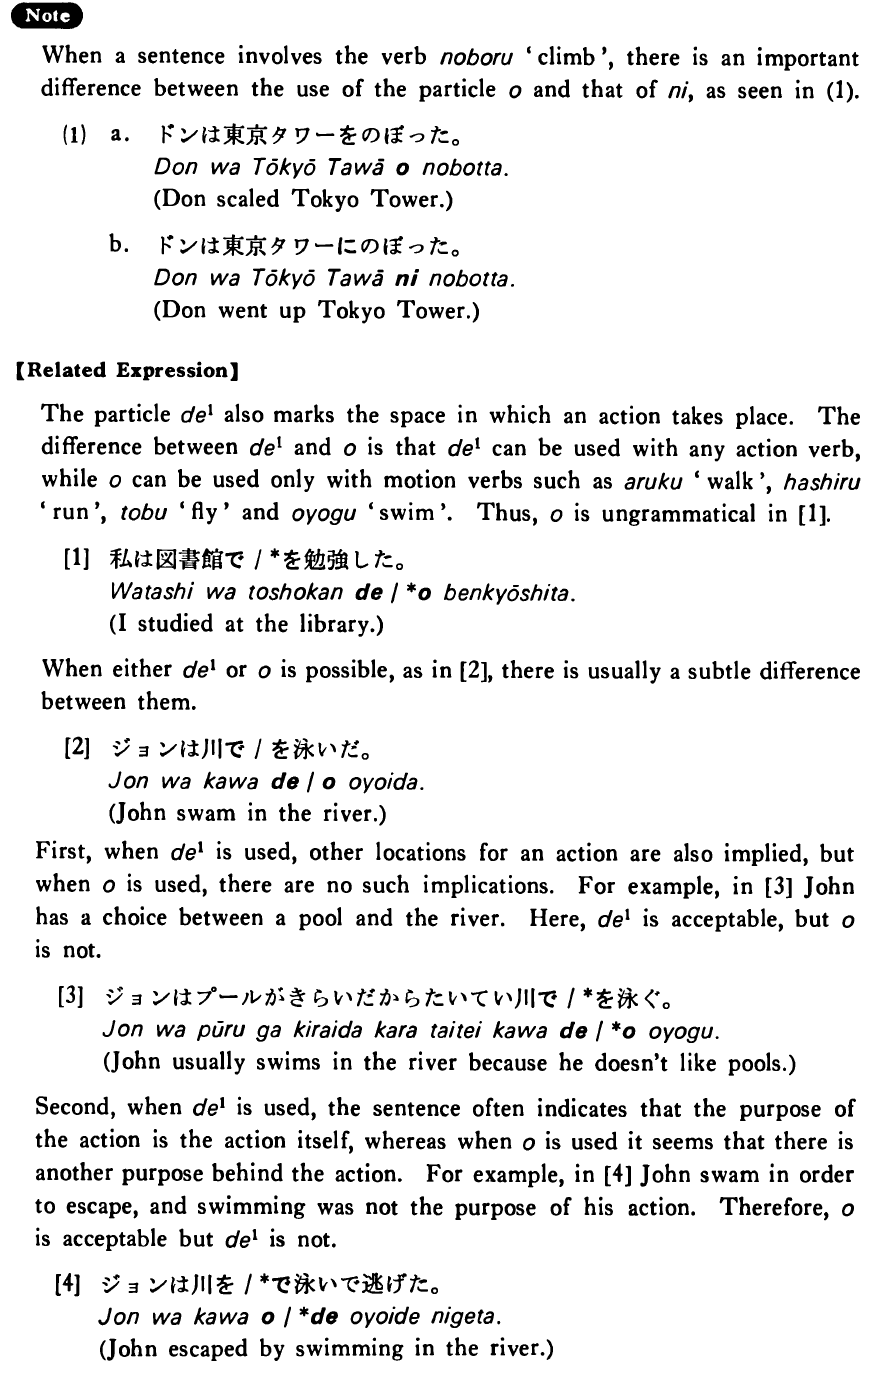 Note
When a sentence involves the verb noboru ‘climb’, there is an important
difference between the use of the particle o and that of ni, as seen in (1).
(1) a. ドンは東京タワーをのぼった。
Don wa Tōkyō Tawā o nobotta.
(Don scaled Tokyo Tower.)
b. ドンは東京タワーにのぼった。
Don wa Tōkyō Tawā ni nobotta.
(Don went up Tokyo Tower.)
【Related Expression】
The particle de¹ also marks the space in which an action takes place. The
difference between de¹ and o is that de¹ can be used with any action verb,
while o can be used only with motion verbs such as aruku ‘walk’, hashiru
‘run’, tobu ‘fly’ and oyogu ‘swim’. Thus, o is ungrammatical in [1].
[1] 私は図書館で / *を勉強した。
Watashi wa toshokan de / *o benkyōshita.
(I studied at the library.)
When either de¹ or o is possible, as in [2], there is usually a subtle difference
between them.
[2] ジョンは川で / を泳いだ。
Jon wa kawa de / o oyoida.
(John swam in the river.)
First, when de¹ is used, other locations for an action are also implied, but
when o is used, there are no such implications. For example, in [3] John
has a choice between a pool and the river. Here, de¹ is acceptable, but o
is not.
[3] ジョンはプールがきらいだからたいてい川で / *を泳ぐ。
Jon wa pūru ga kiraida kara taitei kawa de / *o oyogu.
(John usually swims in the river because he doesn't like pools.)
Second, when de¹ is used, the sentence often indicates that the purpose of
the action is the action itself, whereas when o is used it seems that there is
another purpose behind the action. For example, in [4] John swam in order
to escape, and swimming was not the purpose of his action. Therefore, o
is acceptable but de¹ is not.
[4] ジョンは川を / *で泳いで逃げた。
Jon wa kawa o / *de oyoide nigeta.
(John escaped by swimming in the river.)